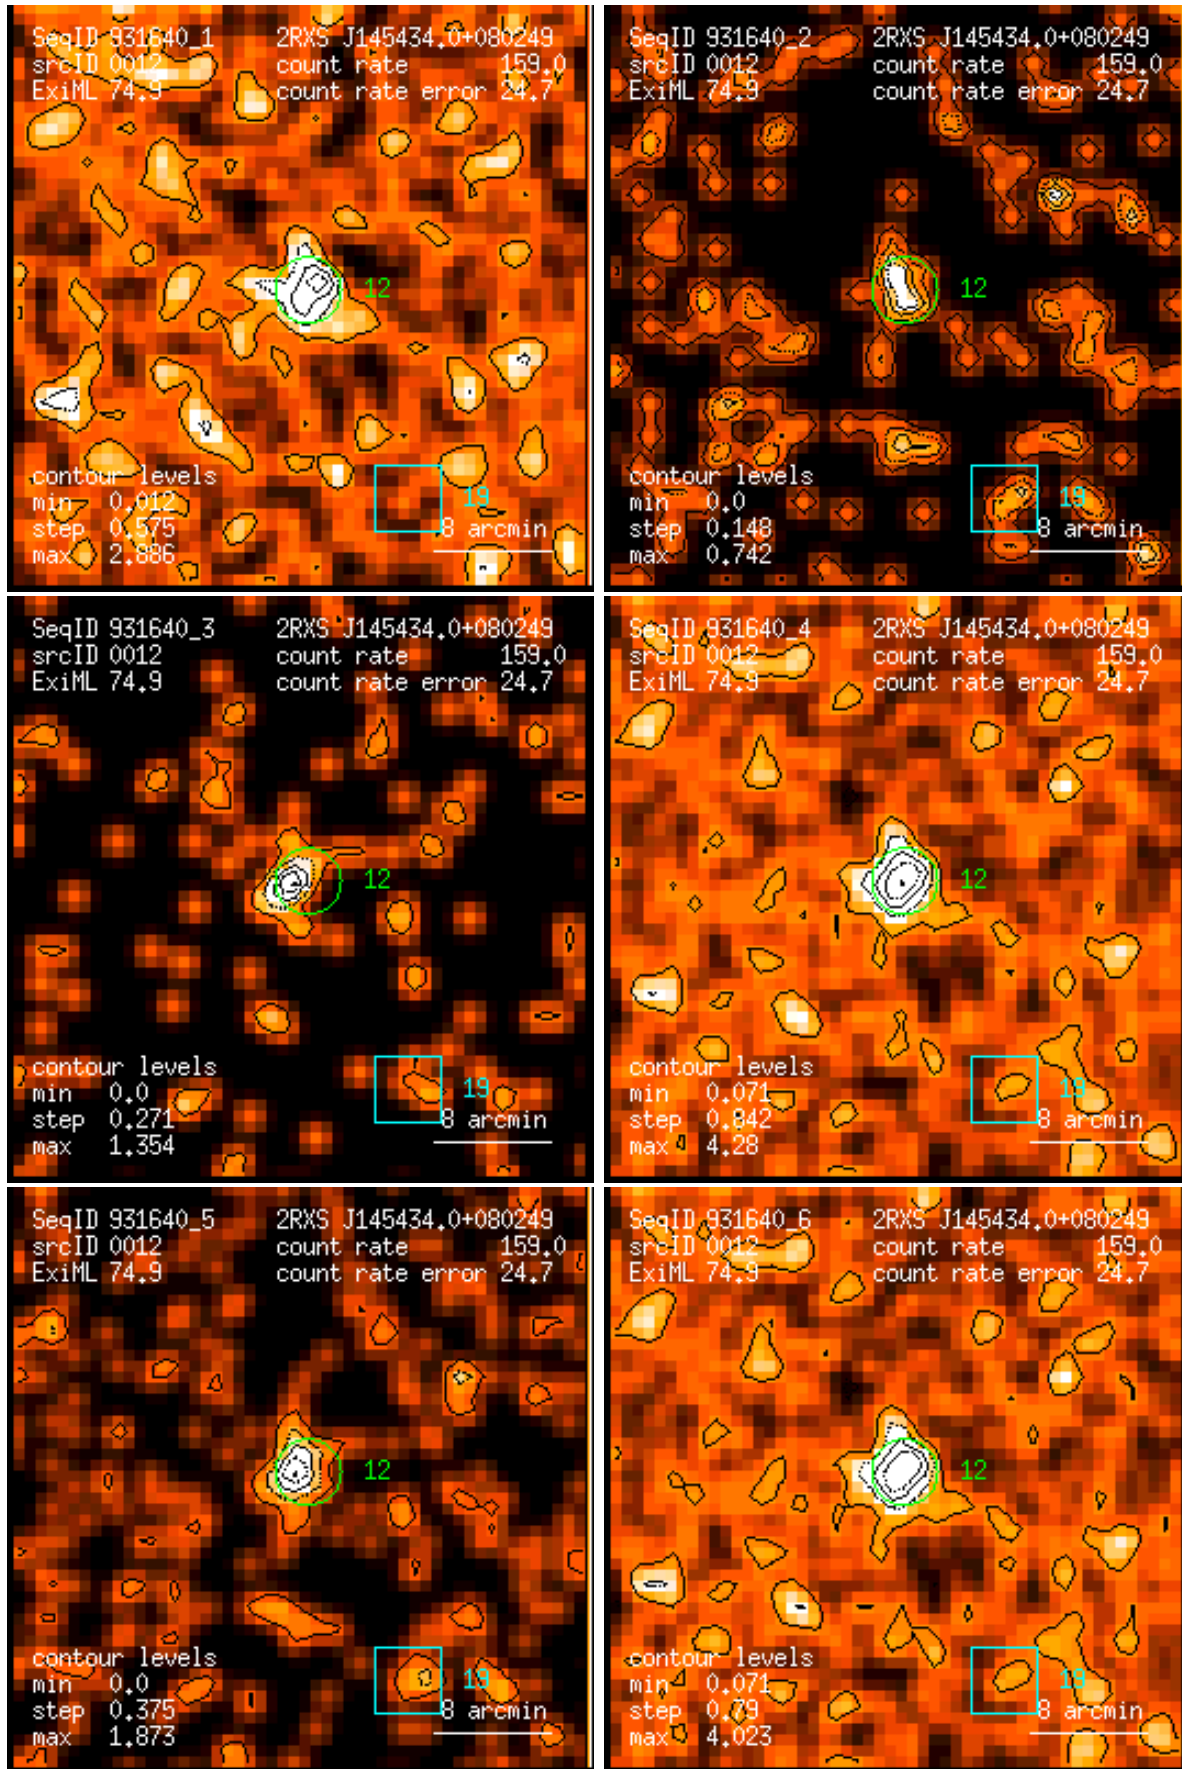 SeqID 931640_1 2RXS J145434.0+080249
srcID 0012 count rate 159.0
ExiML 74.9 count rate error 24.7
12
contour levels
min 0.012 19
step 0.575 8 arcmin
max 2.886
SeqID 931640_2 2RXS J145434.0+080249
srcID 0012 count rate 159.0
ExiML 74.9 count rate error 24.7
12
contour levels
min 0.0 19
step 0.148 8 arcmin
max 0.742
SeqID 931640_3 2RXS J145434.0+080249
srcID 0012 count rate 159.0
ExiML 74.9 count rate error 24.7
12
contour levels
min 0.0 19
step 0.271 8 arcmin
max 1.354
SeqID 931640_4 2RXS J145434.0+080249
srcID 0012 count rate 159.0
ExiML 74.9 count rate error 24.7
12
contour levels
min 0.071 19
step 0.842 8 arcmin
max 4.28
SeqID 931640_5 2RXS J145434.0+080249
srcID 0012 count rate 159.0
ExiML 74.9 count rate error 24.7
12
contour levels
min 0.0 19
step 0.375 8 arcmin
max 1.873
SeqID 931640_6 2RXS J145434.0+080249
srcID 0012 count rate 159.0
ExiML 74.9 count rate error 24.7
12
contour levels
min 0.071 19
step 0.79 8 arcmin
max 4.023